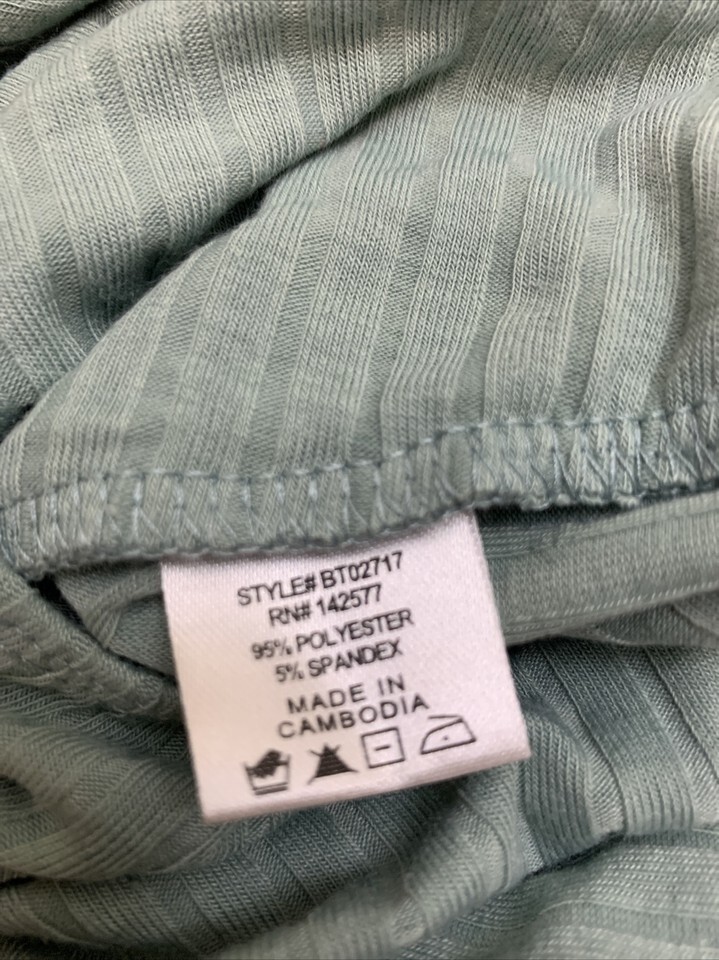 STYLE# BT02717
RN# 142577
95% POLYESTER
5% SPANDEX
MADE IN
CAMBODIA